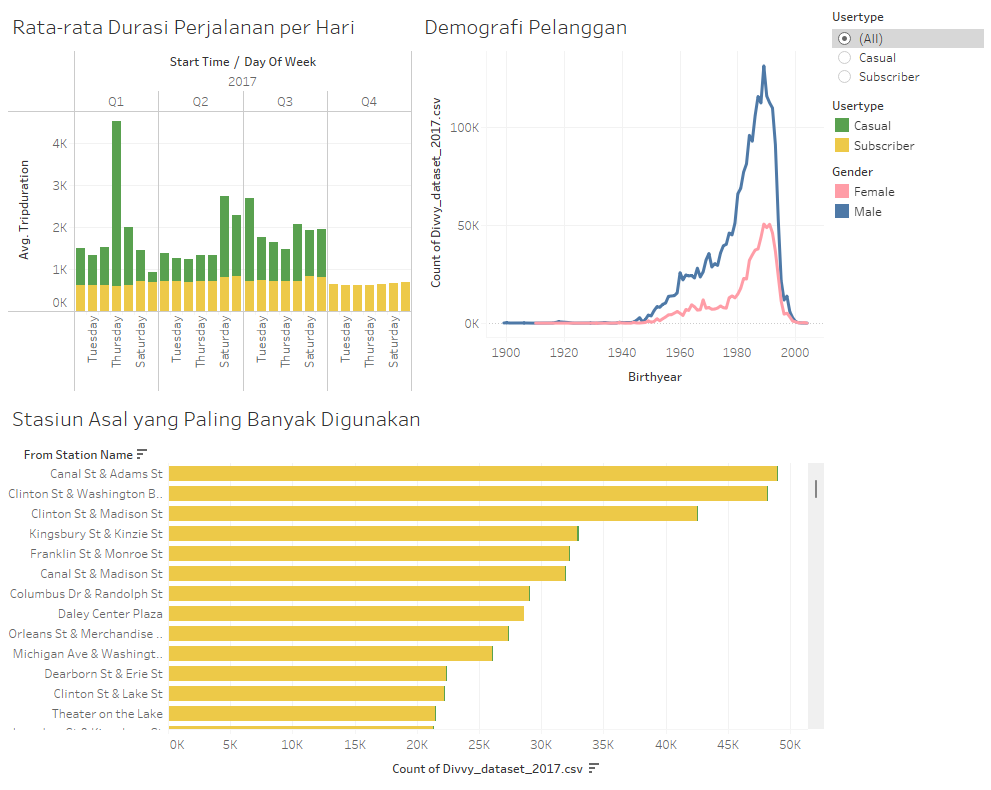 Rata-rata Durasi Perjalanan per Hari
Start Time / Day Of Week
2017
Q1 Q2 Q3 Q4
Avg. Tripduration
4K
3K
2K
1K
0K
Tuesday Thursday Saturday Tuesday Thursday Saturday Tuesday Thursday Saturday Tuesday Thursday Saturday
Demografi Pelanggan
Count of Divvy_dataset_2017.csv
100K
50K
0K
1900 1920 1940 1960 1980 2000
Birthyear
Usertype
(All)
Casual
Subscriber
Usertype
Casual
Subscriber
Gender
Female
Male
Stasiun Asal yang Paling Banyak Digunakan
From Station Name
Canal St & Adams St
Clinton St & Washington B..
Clinton St & Madison St
Kingsbury St & Kinzie St
Franklin St & Monroe St
Canal St & Madison St
Columbus Dr & Randolph St
Daley Center Plaza
Orleans St & Merchandise ..
Michigan Ave & Washingt..
Dearborn St & Erie St
Clinton St & Lake St
Theater on the Lake
0K 5K 10K 15K 20K 25K 30K 35K 40K 45K 50K
Count of Divvy_dataset_2017.csv